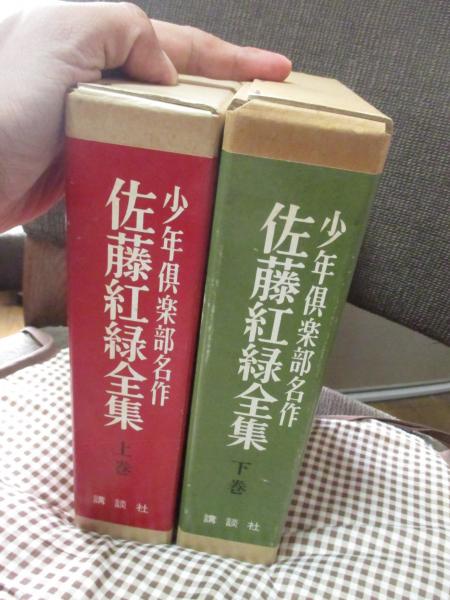 少年倶楽部名作
佐藤紅緑全集
上巻
講談社
少年倶楽部名作
佐藤紅緑全集
下巻
講談社